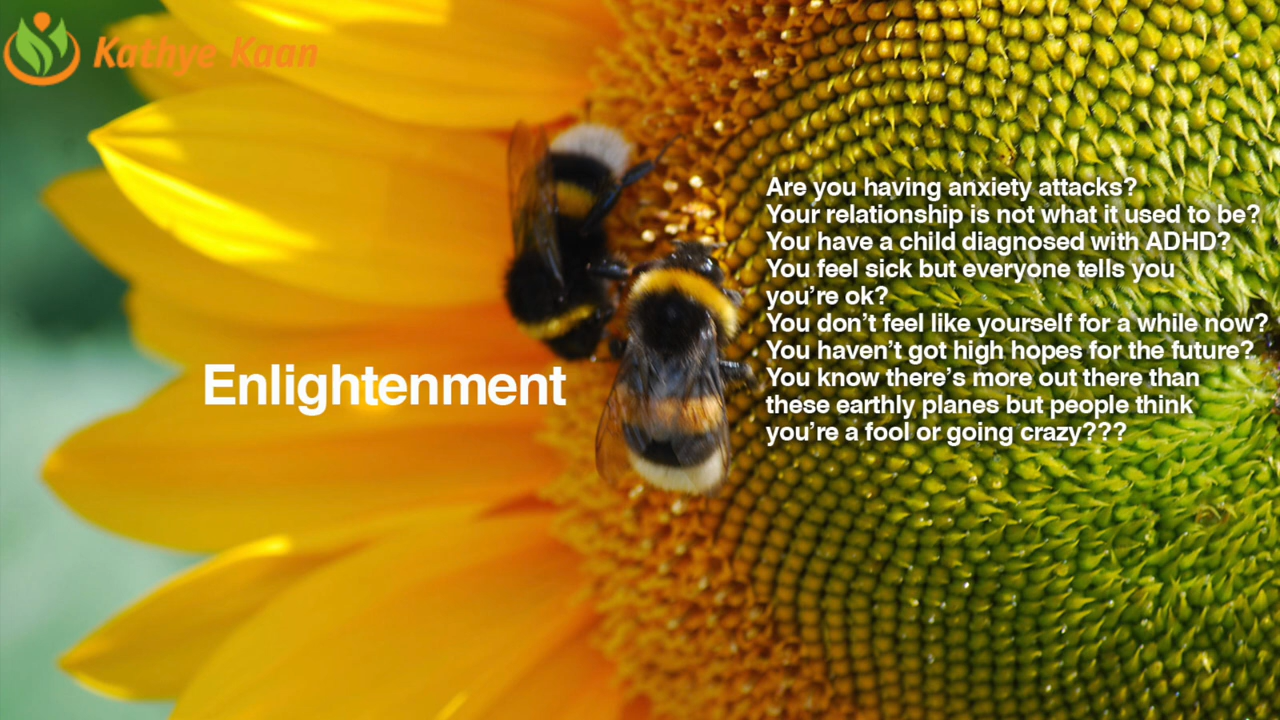 Kathye Kaan
Enlightenment
Are you having anxiety attacks?
Your relationship is not what it used to be?
You have a child diagnosed with ADHD?
You feel sick but everyone tells you
you’re ok?
You don’t feel like yourself for a while now?
You haven’t got high hopes for the future?
You know there’s more out there than
these earthly planes but people think
you’re a fool or going crazy???